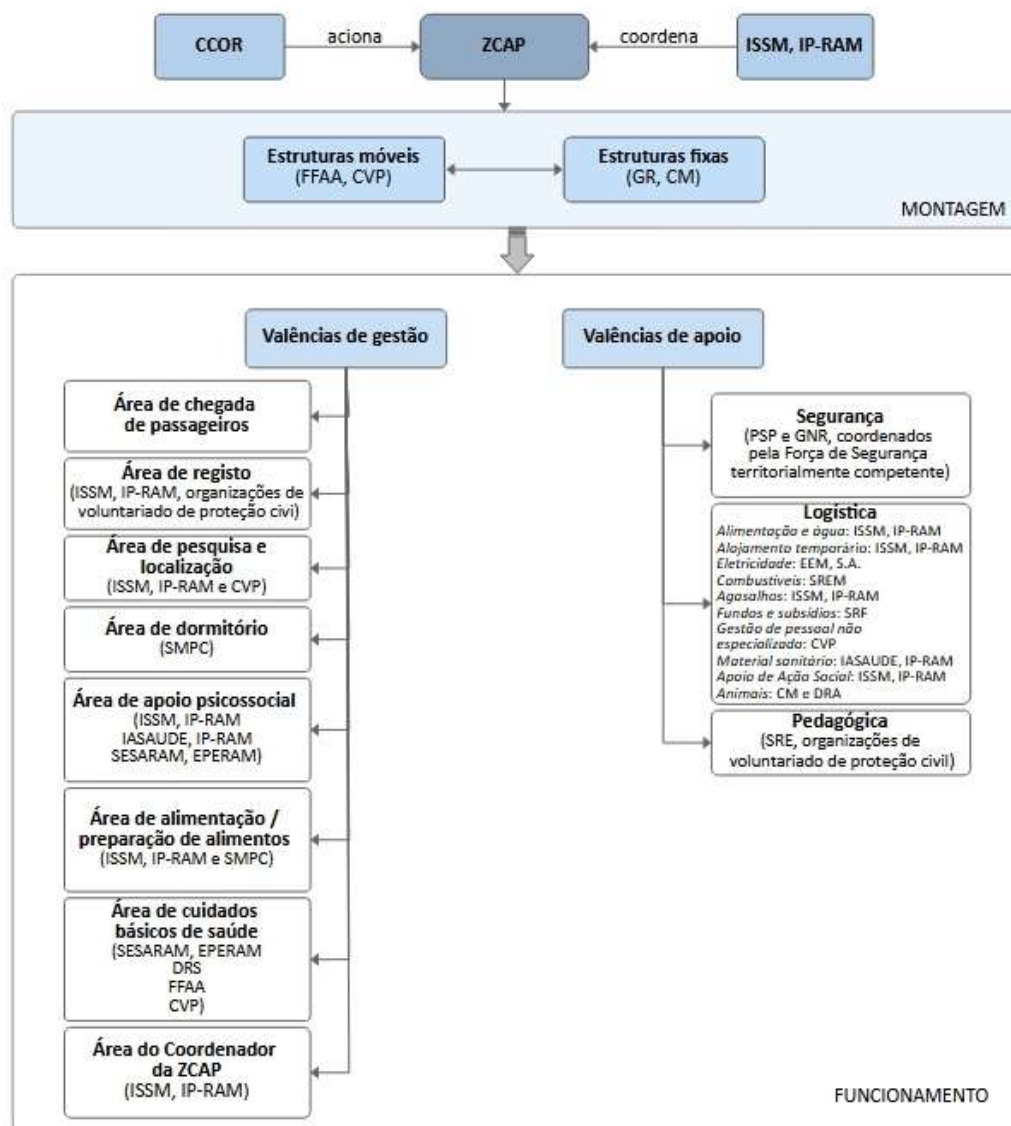 CCOR
aciona
ZCAP
coordena
ISSM, IP-RAM
Estruturas móveis
(FFAA, CVP)
Estruturas fixas
(GR, CM)
MONTAGEM
Valências de gestão
Área de chegada
de passageiros
Área de registo
(ISSM, IP-RAM, organizações de
voluntariado de proteção civi)
Área de pesquisa e
localização
(ISSM, IP-RAM e CVP)
Área de dormitório
(SMPC)
Área de apoio psicossocial
(ISSM, IP-RAM
IASAUDE, IP-RAM
SESARAM, EPERAM)
Área de alimentação /
preparação de alimentos
(ISSM, IP-RAM e SMPC)
Área de cuidados
básicos de saúde
(SESARAM, EPERAM
DRS
FFAA
CVP)
Área do Coordenador
da ZCAP
(ISSM, IP-RAM)
Valências de apoio
Segurança
(PSP e GNR, coordenados
pela Força de Segurança
territorialmente competente)
Logística
Alimentação e água: ISSM, IP-RAM
Alojamento temporário: ISSM, IP-RAM
Eletricidade: EEM, S.A.
Combustíveis: SREM
Agasalhos: ISSM, IP-RAM
Fundos e subsídios: SRF
Gestão de pessoal não
especializada: CVP
Material sanitário: IASAUDE, IP-RAM
Apoio de Ação Social: ISSM, IP-RAM
Animais: CM e DRA
Pedagógica
(SRE, organizações de
voluntariado de proteção civil)
FUNCIONAMENTO